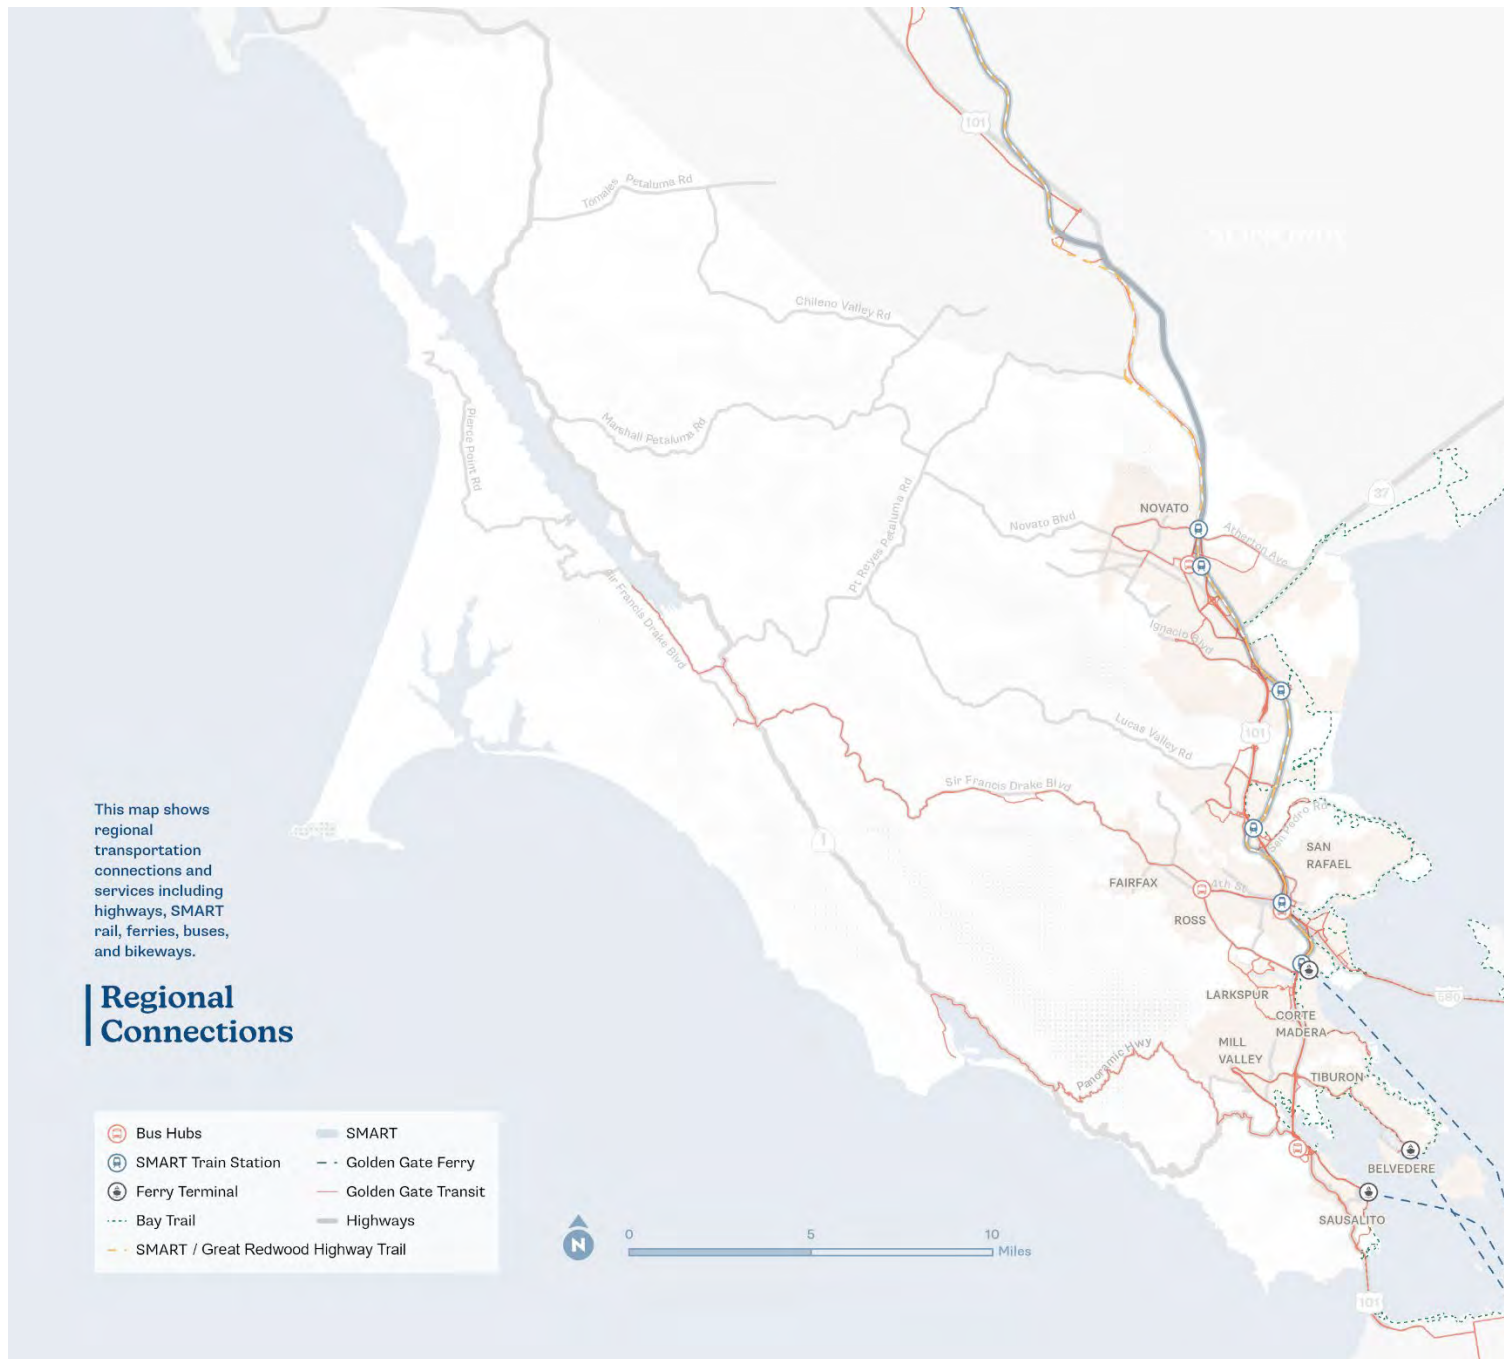 101
Tomales Petaluma Rd
Chileno Valley Rd
Pierce Point Rd
Marshall Petaluma Rd
37
NOVATO
Novato Blvd
Atherton Ave
Pt Reyes Petaluma Rd
Sir Francis Drake Blvd
Ignacio Blvd
Lucas Valley Rd
101
Sir Francis Drake Blvd
This map shows
regional
transportation
connections and
services including
highways, SMART
rail, ferries, buses,
and bikeways.
1
San Pedro Rd
SAN
RAFAEL
FAIRFAX
4th St
ROSS
Regional
Connections
LARKSPUR
580
CORTE
MADERA
MILL
VALLEY
Panoramic Hwy
TIBURON
BELVEDERE
SAUSALITO
101
Bus Hubs
SMART Train Station
Ferry Terminal
Bay Trail
SMART / Great Redwood Highway Trail
SMART
Golden Gate Ferry
Golden Gate Transit
Highways
N
0 5 10
Miles